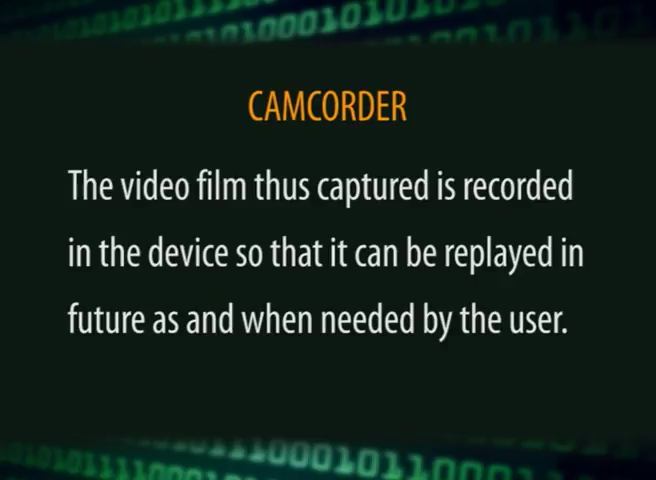 CAMCORDER
The video film thus captured is recorded
in the device so that it can be replayed in
future as and when needed by the user.